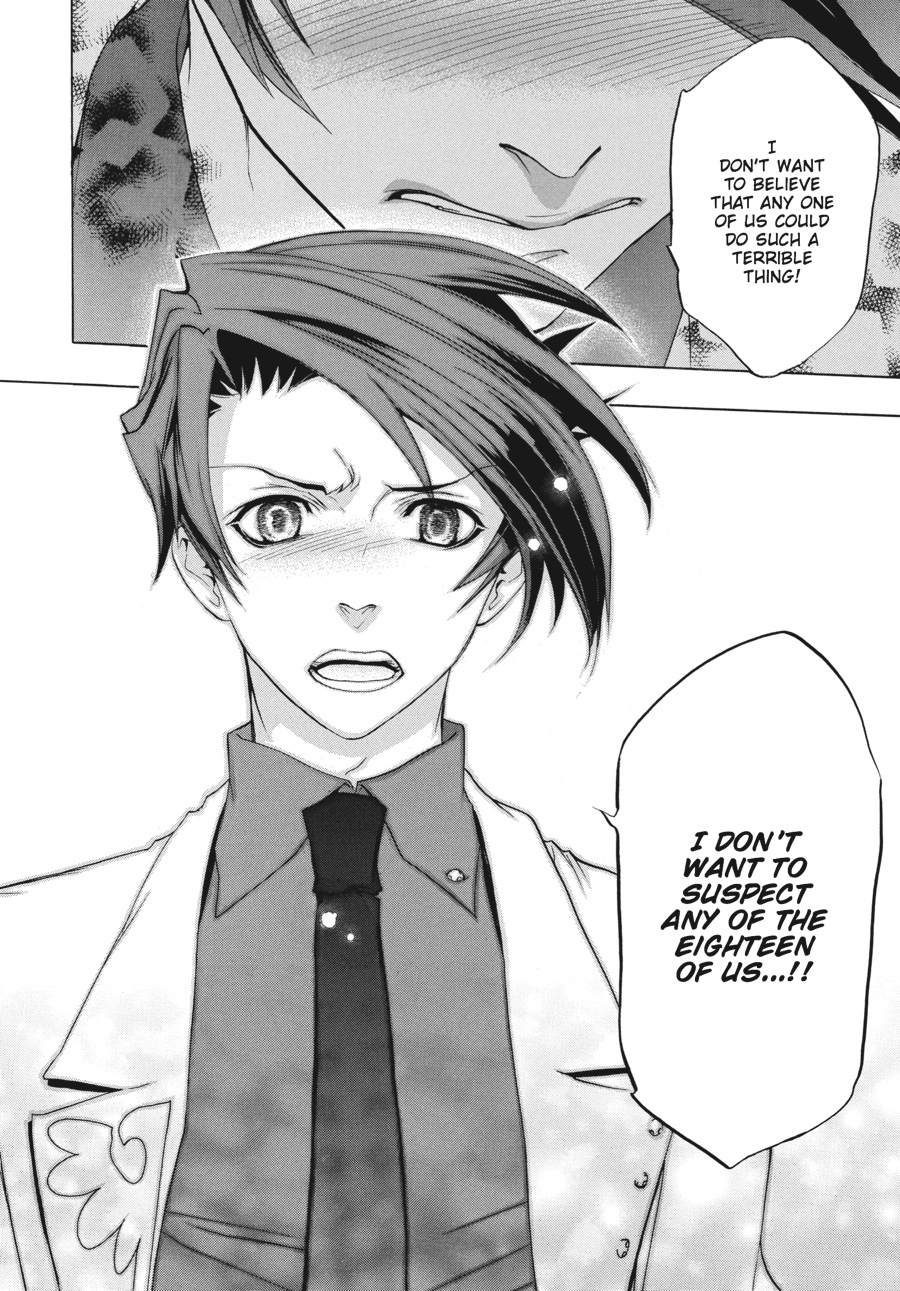 I
DON'T WANT
TO BELIEVE
THAT ANY ONE
OF US COULD
DO SUCH A
TERRIBLE
THING!
I DON'T
WANT TO
SUSPECT
ANY OF THE
EIGHTEEN
OF US...!!